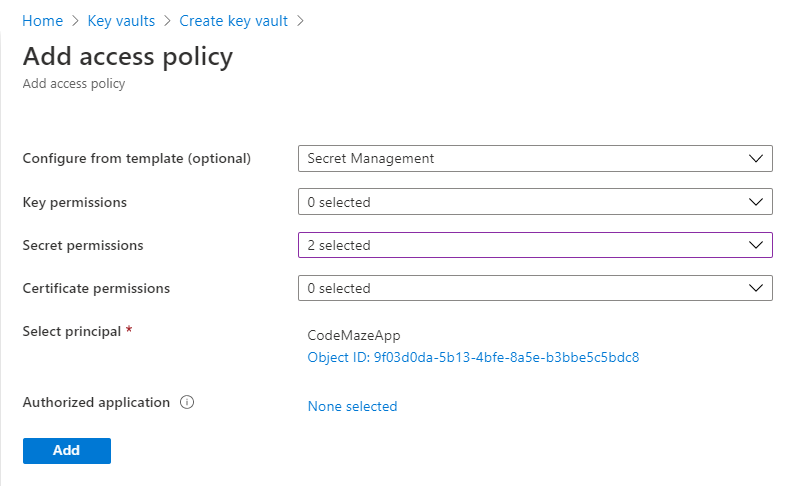 Home > Key vaults > Create key vault >
Add access policy
Add access policy
Configure from template (optional) Secret Management
Key permissions 0 selected
Secret permissions 2 selected
Certificate permissions 0 selected
Select principal * CodeMazeApp
Object ID: 9f03d0da-5b13-4bfe-8a5e-b3bbe5c5bdc8
Authorized application None selected
Add